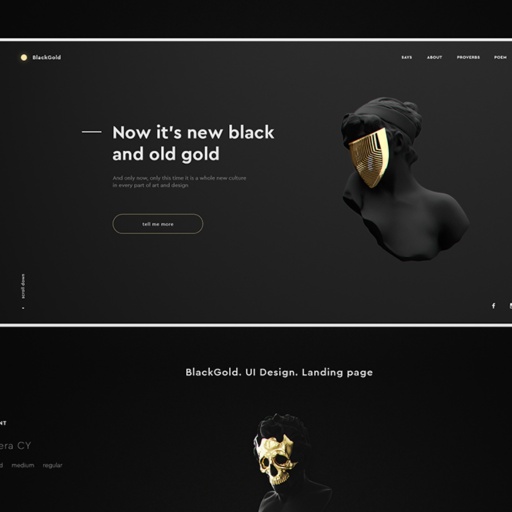 BlackGold
SAYS ABOUT PROVERBS POEM
Now it's new black
and old gold
And only now, only this time it is a whole new culture
in every part of art and design
tell me more
scroll down
f
BlackGold. UI Design. Landing page
NT
era CY
d medium regular